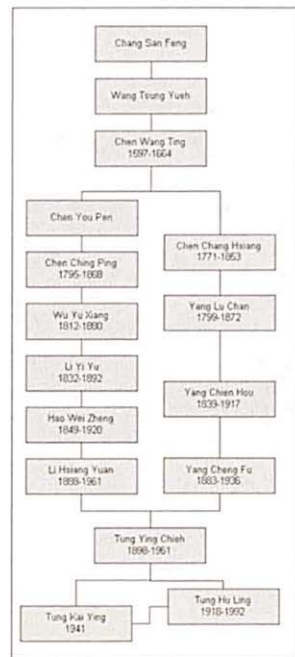 Chang San Feng
Wang Tsung Yueh
Chen Wang Ting
1597-1664
Chen You Pen
Chen Ching Ping
1795-1868
Wu Yu Xiang
1812-1880
Li Yi Yu
1832-1892
Hao Wei Zheng
1849-1920
Li Hsiang Yuan
1898-1961
Chen Chang Hsiang
1771-1853
Yang Lu Chan
1799-1872
Yang Chien Hou
1839-1917
Yang Cheng Fu
1883-1936
Tung Ying Chieh
1898-1961
Tung Kai Ying
1941
Tung Hu Ling
1918-1992